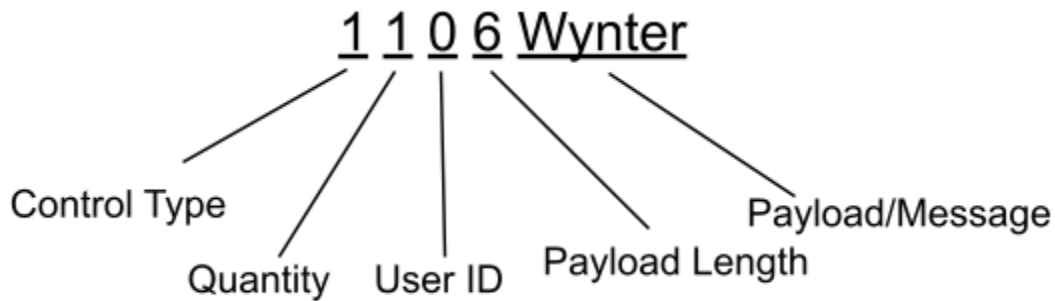 1 1 0 6 Wynter
Control Type
Payload/Message
Quantity
User ID
Payload Length